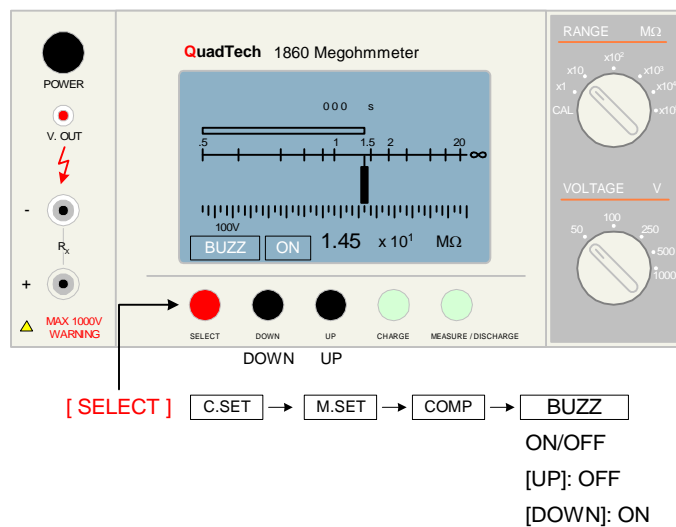 QuadTech 1860 Megohmmeter
POWER
V. OUT
-
RX
+
MAX 1000V
WARNING
000 s
.5 1 1.5 2 20 ∞
100V
BUZZ ON 1.45 x 10¹ MΩ
SELECT DOWN UP CHARGE MEASURE / DISCHARGE
DOWN UP
RANGE MΩ
CAL x1 x10 x10² x10³ x10⁴ x10⁵
VOLTAGE V
50 100 250 500 1000
[ SELECT ] C.SET M.SET COMP BUZZ
ON/OFF
[UP]: OFF
[DOWN]: ON